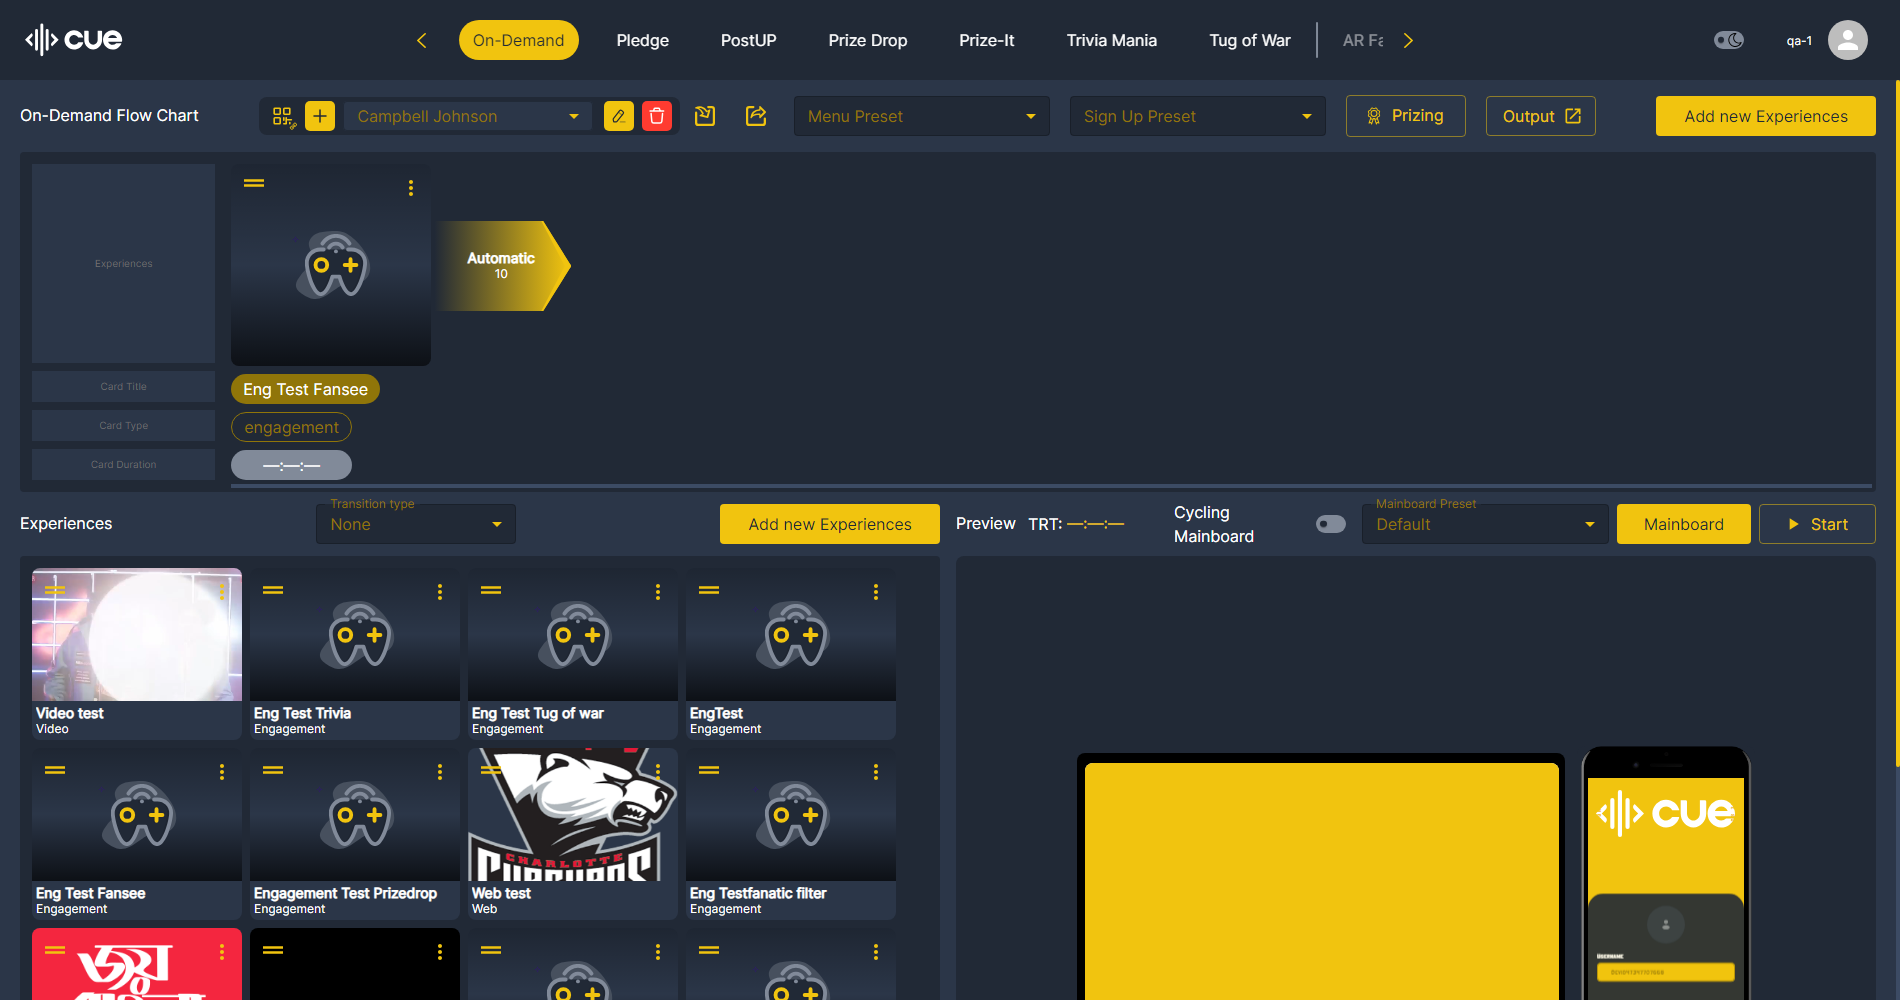 cue
On-Demand
Pledge
PostUP
Prize Drop
Prize-It
Trivia Mania
Tug of War
AR Fa
qa-1
On-Demand Flow Chart
Campbell Johnson
Menu Preset
Sign Up Preset
Prizing
Output
Add new Experiences
Experiences
Automatic
10
Card Title
Eng Test Fansee
Card Type
engagement
Card Duration
—:—:—
Experiences
Transition type
None
Add new Experiences
Preview
TRT: —:—:—
Cycling
Mainboard
Mainboard Preset
Default
Mainboard
Start
Video test
Video
Eng Test Trivia
Engagement
Eng Test Tug of war
Engagement
EngTest
Engagement
Eng Test Fansee
Engagement
Engagement Test Prizedrop
Engagement
CHARLOTTE
Web test
Web
Eng Testfanatic filter
Engagement
জয়
cue
USERNAME